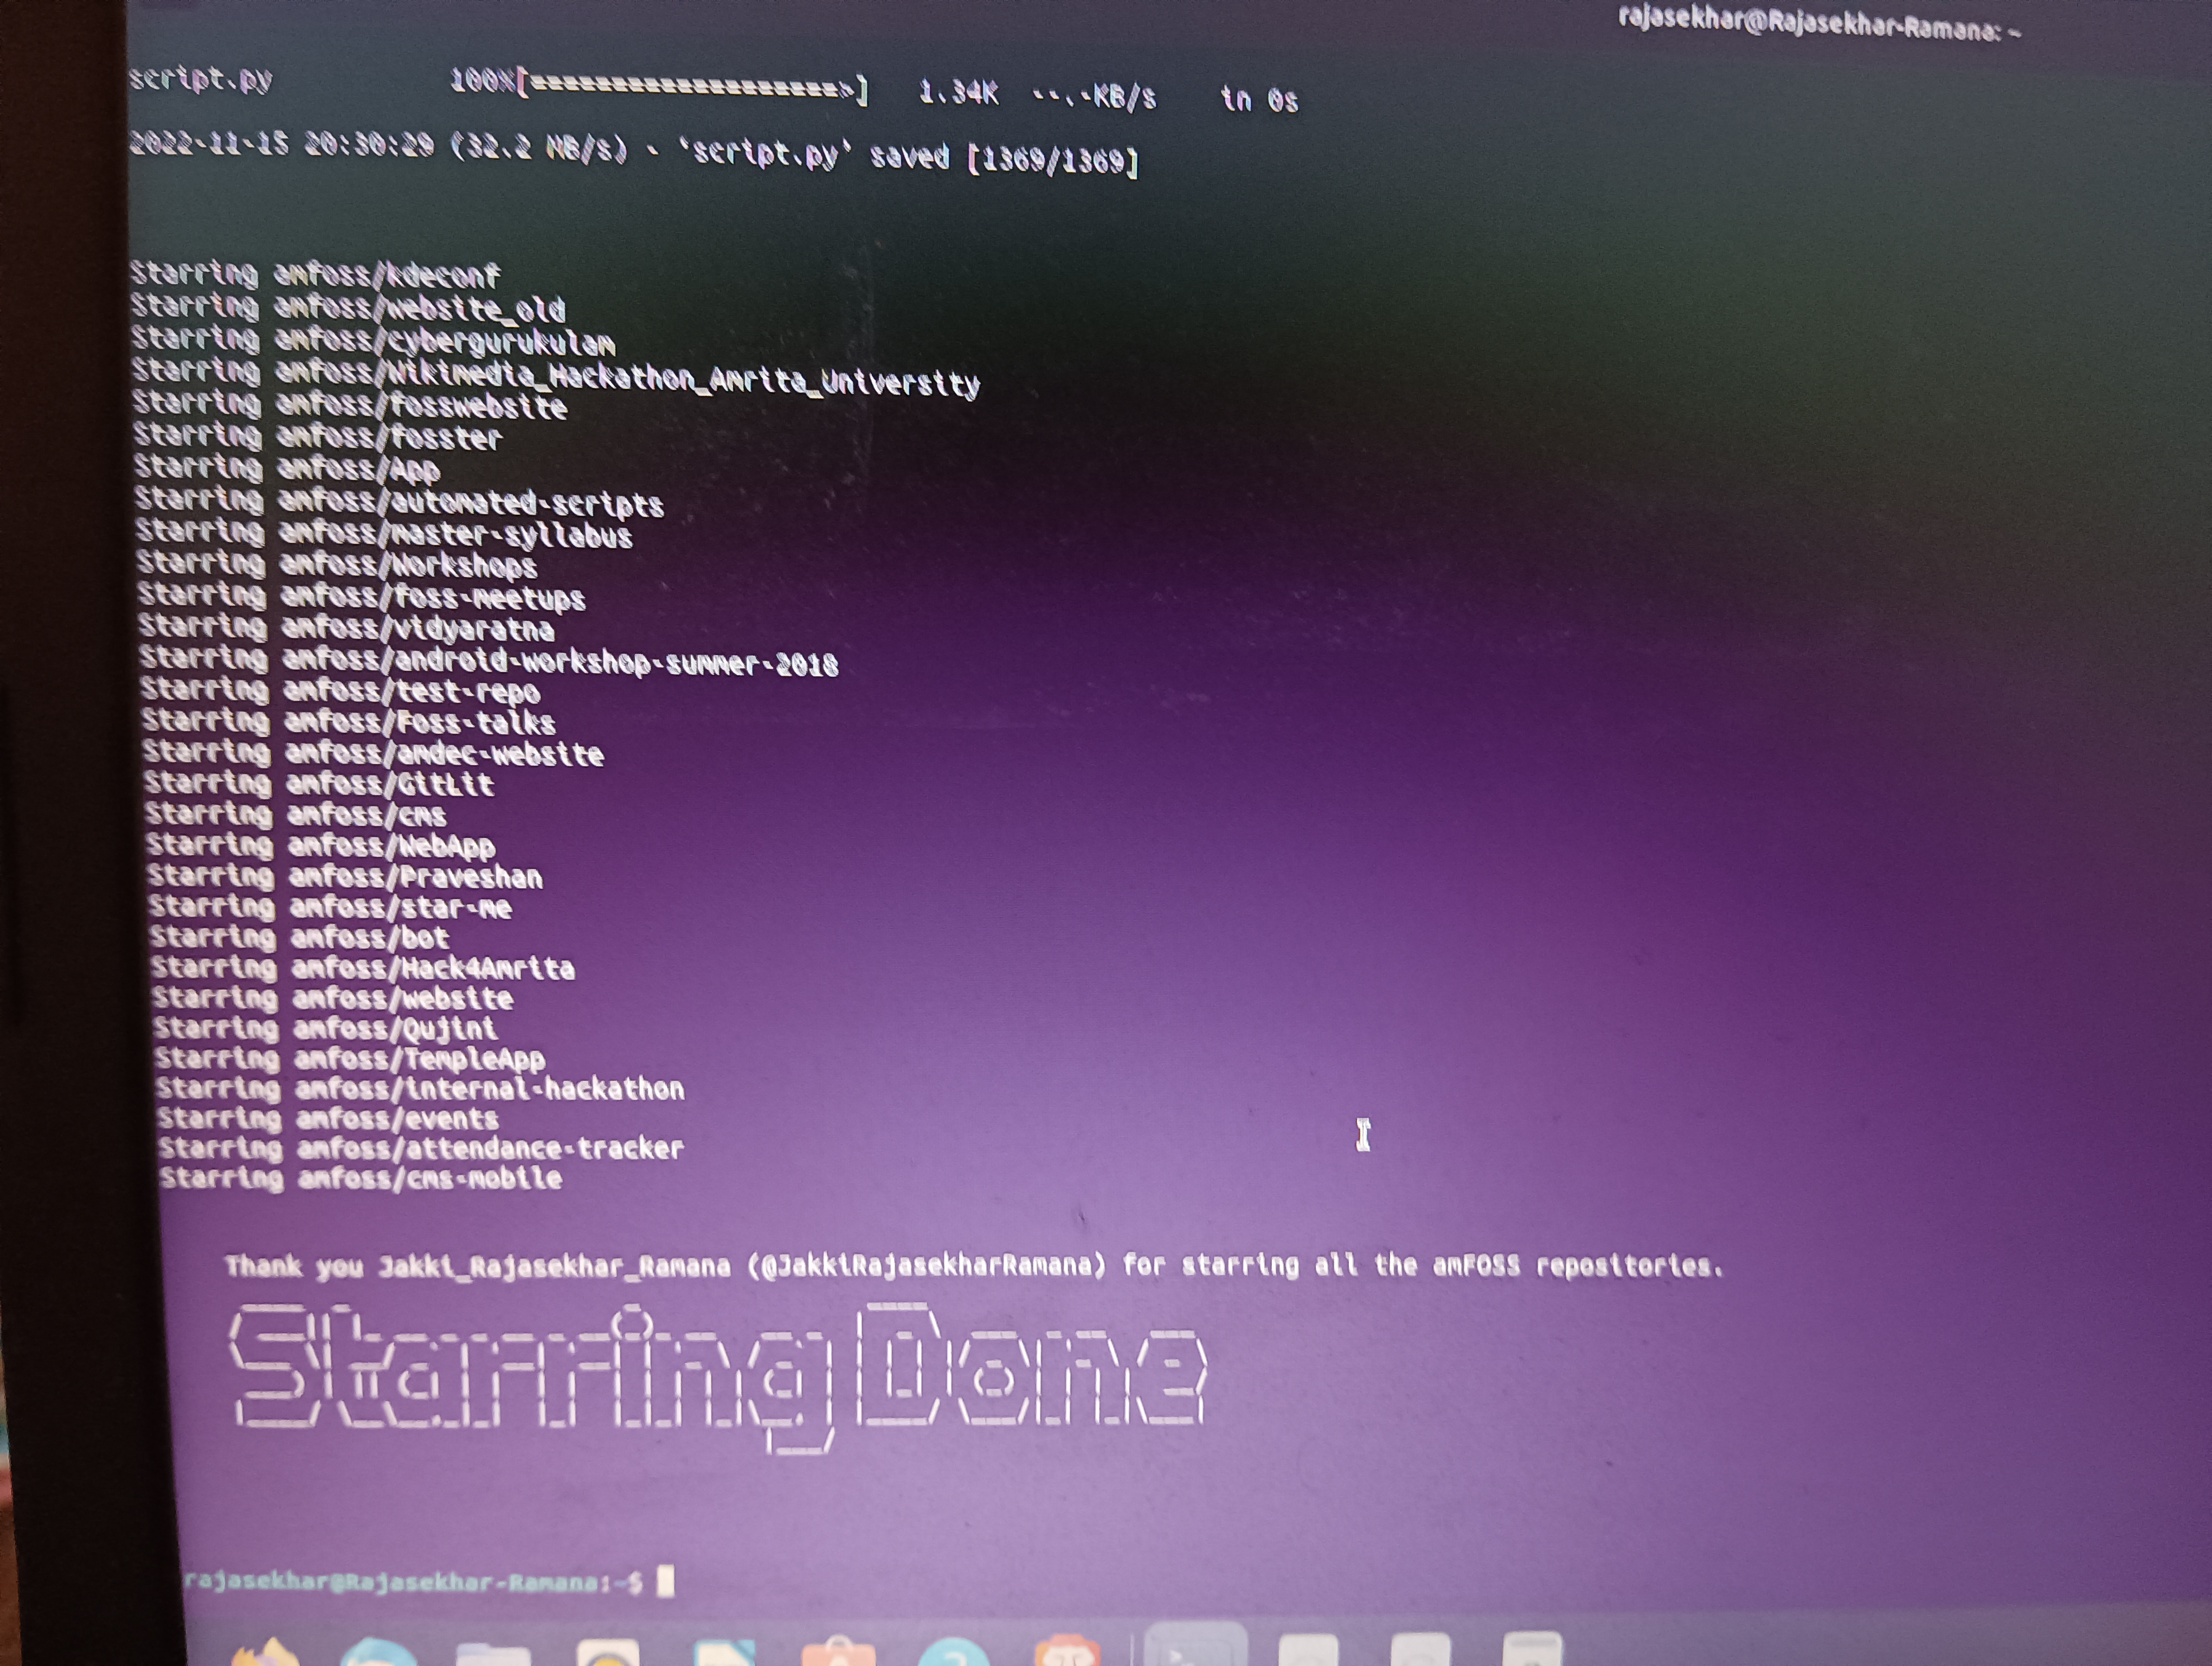 rajasekhar@Rajasekhar-Ramana: ~
script.py 100%[===================>] 1.34K --.-KB/s in 0s
2022-11-15 20:30:29 (32.2 MB/s) - ‘script.py’ saved [1369/1369]
Starring amfoss/kdeconf
Starring amfoss/website_old
Starring amfoss/cybergurukulam
Starring amfoss/Wikimedia_Hackathon_Amrita_University
Starring amfoss/fosswebsite
Starring amfoss/fosster
Starring amfoss/App
Starring amfoss/automated-scripts
Starring amfoss/master-syllabus
Starring amfoss/Workshops
Starring amfoss/foss-meetups
Starring amfoss/vidyaratna
Starring amfoss/android-workshop-summer-2018
Starring amfoss/test-repo
Starring amfoss/Foss-talks
Starring amfoss/amdec-website
Starring amfoss/GitLit
Starring amfoss/cms
Starring amfoss/WebApp
Starring amfoss/Praveshan
Starring amfoss/star-me
Starring amfoss/bot
Starring amfoss/Hack4Amrita
Starring amfoss/website
Starring amfoss/Qujini
Starring amfoss/TempleApp
Starring amfoss/internal-hackathon
Starring amfoss/events
Starring amfoss/attendance-tracker
Starring amfoss/cms-mobile
Thank you Jakki_Rajasekhar_Ramana (@JakkiRajasekharRamana) for starring all the amFOSS repositories.
Starring Done
rajasekhar@Rajasekhar-Ramana:~$